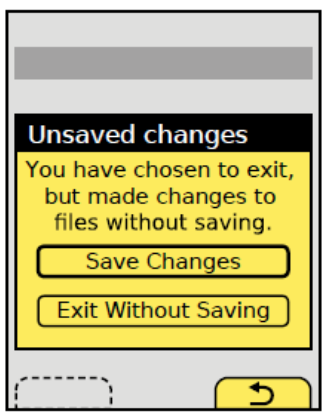 Unsaved changes
You have chosen to exit,
but made changes to
files without saving.
Save Changes
Exit Without Saving